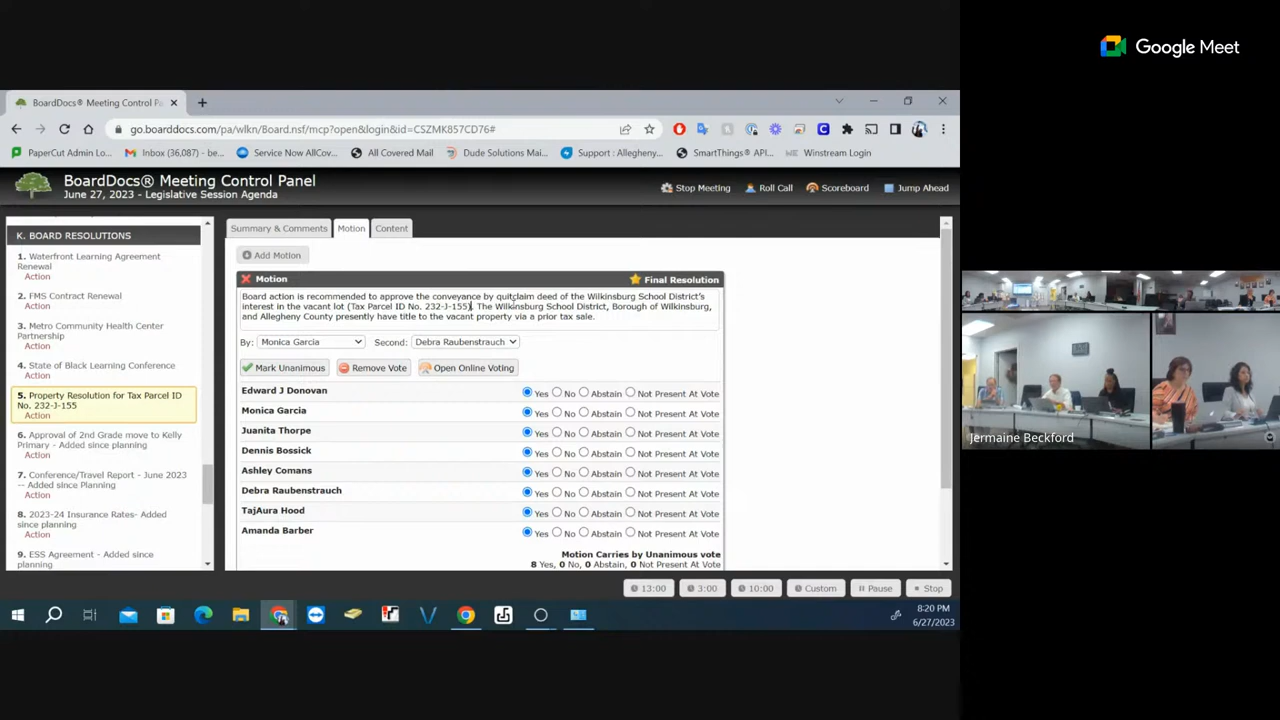 Google Meet
BoardDocs® Meeting Control Pa
go.boarddocs.com/pa/wlkn/Board.nsf/mcp?open&login&id=CSZMK857CD76#
PaperCut Admin Lo...
Inbox (36,087) - be...
Service Now AllCov...
All Covered Mail
Dude Solutions Mai...
Support : Allegheny...
SmartThings® API...
Winstream Login
BoardDocs® Meeting Control Panel
June 27, 2023 - Legislative Session Agenda
Stop Meeting
Roll Call
Scoreboard
Jump Ahead
K. BOARD RESOLUTIONS
1. Waterfront Learning Agreement
Renewal
Action
2. FMS Contract Renewal
Action
3. Metro Community Health Center
Partnership
Action
4. State of Black Learning Conference
Action
5. Property Resolution for Tax Parcel ID
No. 232-J-155
Action
6. Approval of 2nd Grade move to Kelly
Primary - Added since Planning
Action
7. Conference/Travel Report - June 2023
-- Added since Planning
Action
8. 2023-24 Insurance Rates- Added
since planning
Action
9. ESS Agreement - Added since
planning
Summary & Comments
Motion
Content
Add Motion
Motion
Final Resolution
Board action is recommended to approve the conveyance by quitclaim deed of the Wilkinsburg School District's
interest in the vacant lot (Tax Parcel ID No. 232-J-155). The Wilkinsburg School District, Borough of Wilkinsburg,
and Allegheny County presently have title to the vacant property via a prior tax sale.
By: Monica Garcia Second: Debra Raubenstrauch
Mark Unanimous
Remove Vote
Open Online Voting
Edward J Donovan Yes No Abstain Not Present At Vote
Monica Garcia Yes No Abstain Not Present At Vote
Juanita Thorpe Yes No Abstain Not Present At Vote
Dennis Bossick Yes No Abstain Not Present At Vote
Ashley Comans Yes No Abstain Not Present At Vote
Debra Raubenstrauch Yes No Abstain Not Present At Vote
TajAura Hood Yes No Abstain Not Present At Vote
Amanda Barber Yes No Abstain Not Present At Vote
Motion Carries by Unanimous vote
8 Yes, 0 No, 0 Abstain, 0 Not Present At Vote
13:00
3:00
10:00
Custom
Pause
Stop
8:20 PM
6/27/2023
Jermaine Beckford